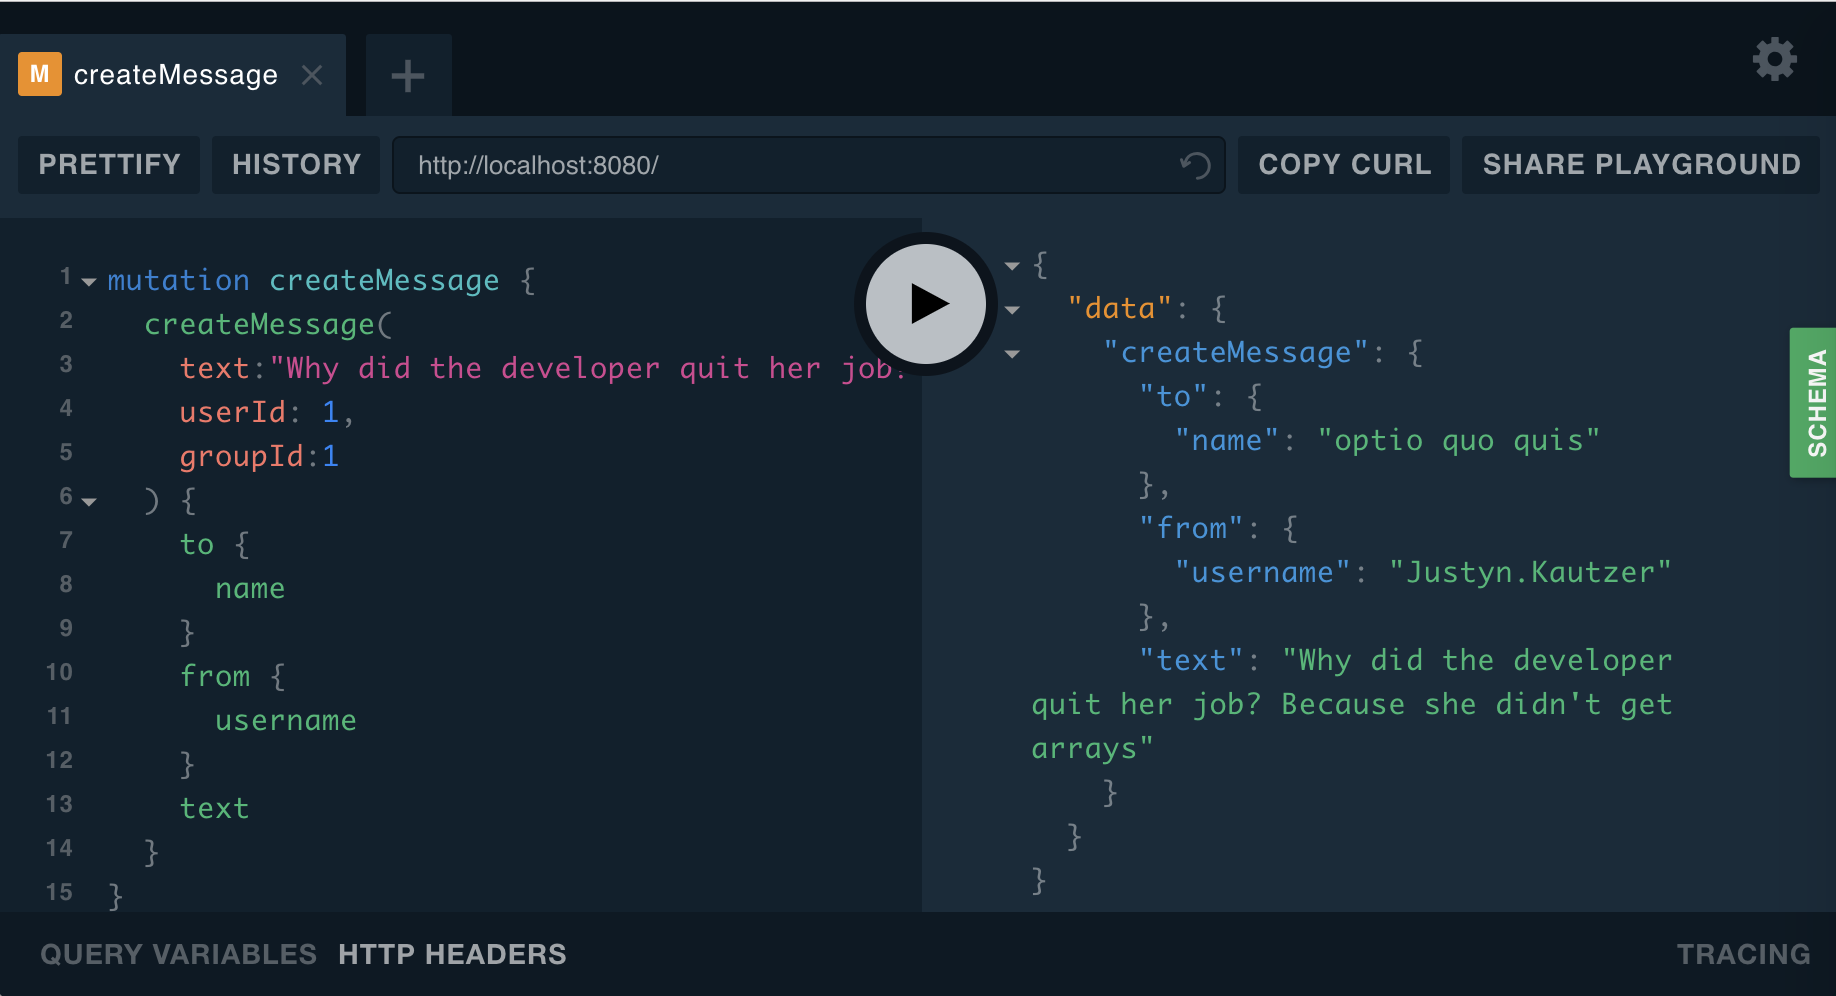 M createMessage
PRETTIFY HISTORY http://localhost:8080/ COPY CURL SHARE PLAYGROUND
1 mutation createMessage {
2 createMessage(
3 text:"Why did the developer quit her job?
4 userId: 1,
5 groupId:1
6 ) {
7 to {
8 name
9 }
10 from {
11 username
12 }
13 text
14 }
15 }
{
"data": {
"createMessage": {
"to": {
"name": "optio quo quis"
},
"from": {
"username": "Justyn.Kautzer"
},
"text": "Why did the developer
quit her job? Because she didn't get
arrays"
}
}
}
SCHEMA
QUERY VARIABLES HTTP HEADERS TRACING